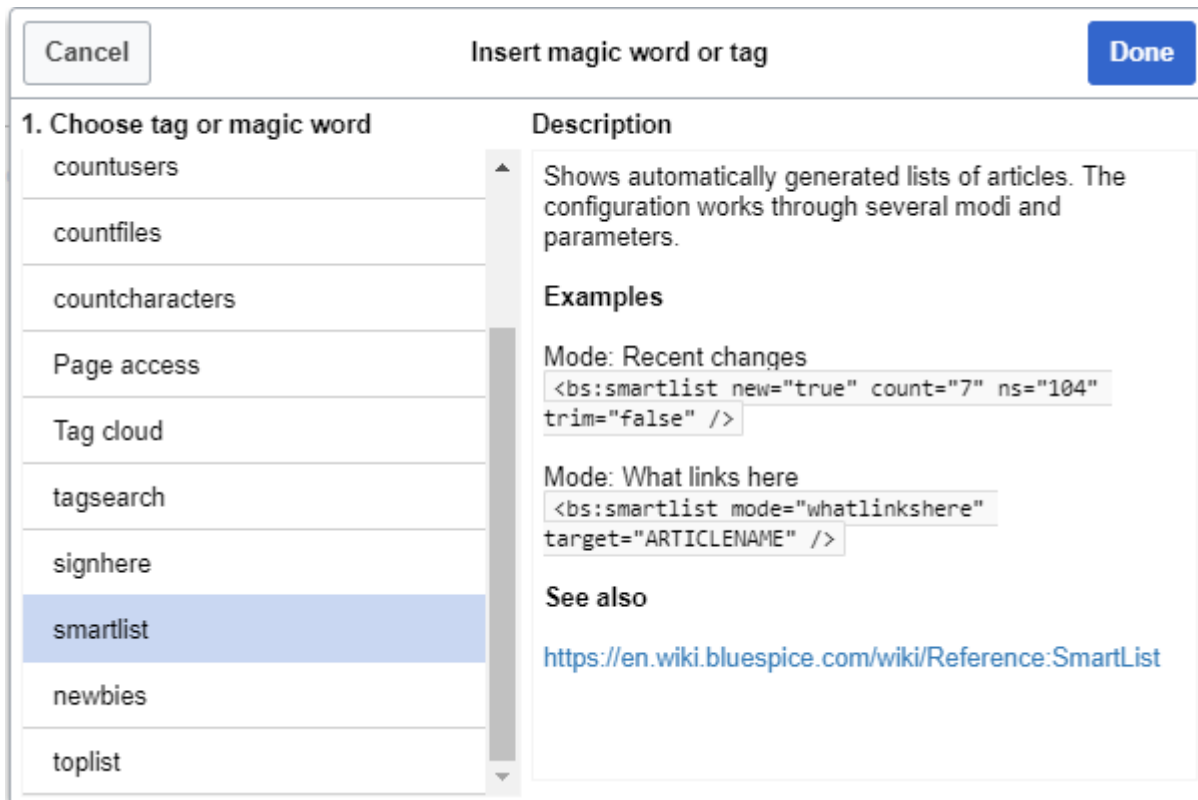 Cancel
Insert magic word or tag
Done
1. Choose tag or magic word
countusers
countfiles
countcharacters
Page access
Tag cloud
tagsearch
signhere
smartlist
newbies
toplist
Description
Shows automatically generated lists of articles. The
configuration works through several modi and
parameters.
Examples
Mode: Recent changes
<bs:smartlist new="true" count="7" ns="104"
trim="false" />
Mode: What links here
<bs:smartlist mode="whatlinkshere"
target="ARTICLENAME" />
See also
https://en.wiki.bluespice.com/wiki/Reference:SmartList